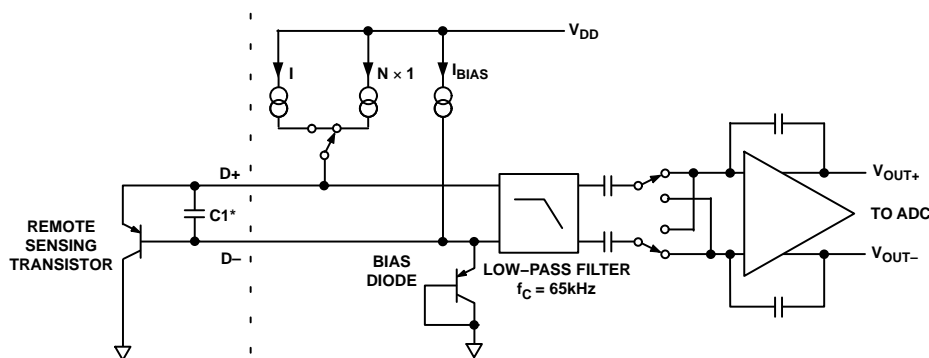 V_DD
I
N × 1
I_BIAS
D+
C1*
D–
REMOTE
SENSING
TRANSISTOR
BIAS
DIODE
LOW–PASS FILTER
f_C = 65kHz
V_OUT+
TO ADC
V_OUT–